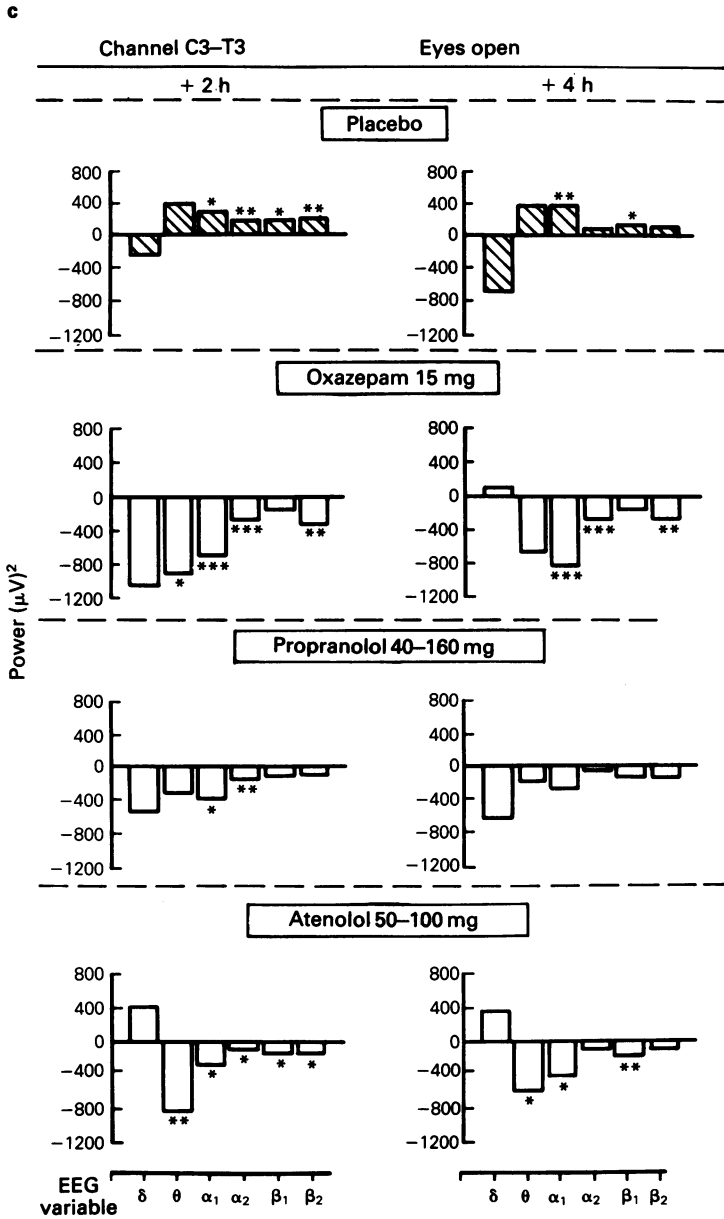 c
Channel C3–T3 Eyes open
+ 2 h + 4 h
Placebo
800 800
400 * ** * ** 400 ** *
0 0
−400 −400
−800 −800
−1200 −1200
Oxazepam 15 mg
800 800
400 400
0 0
−400 *** ** −400 *** **
−800 * *** −800 ***
−1200 −1200
Power (μV)²
Propranolol 40–160 mg
800 800
400 400
0 0
−400 * ** −400
−800 −800
−1200 −1200
Atenolol 50–100 mg
800 800
400 400
0 0
−400 * * * * −400 * **
−800 ** −800 *
−1200 −1200
EEG variable δ θ α₁ α₂ β₁ β₂ δ θ α₁ α₂ β₁ β₂